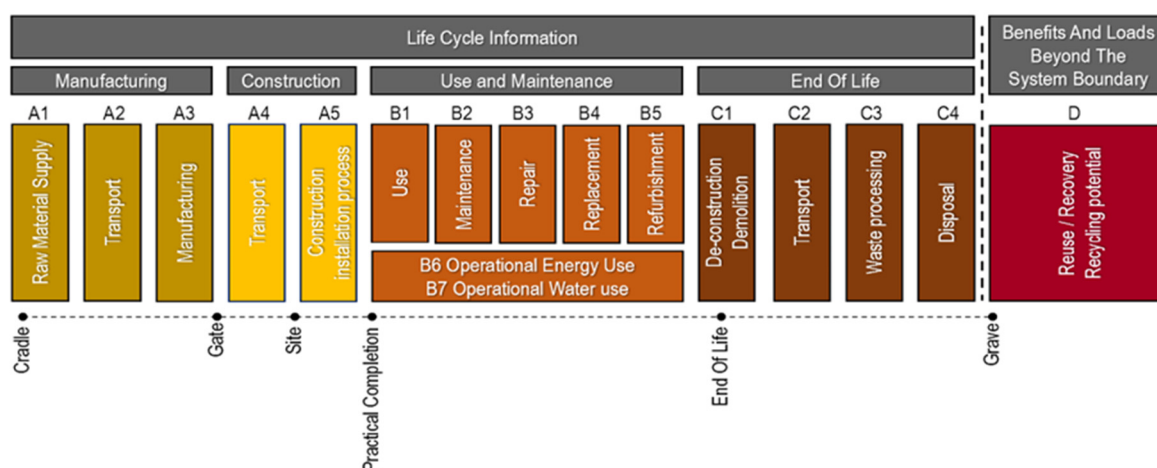 Life Cycle Information
Benefits And Loads
Beyond The
System Boundary
Manufacturing
Construction
Use and Maintenance
End Of Life
A1
A2
A3
A4
A5
B1
B2
B3
B4
B5
C1
C2
C3
C4
D
Raw Material Supply
Transport
Manufacturing
Transport
Construction
installation process
Use
Maintenance
Repair
Replacement
Refurbishment
De-construction
Demolition
Transport
Waste processing
Disposal
Reuse / Recovery
Recycling potential
B6 Operational Energy Use
B7 Operational Water use
Cradle
Gate
Site
Practical Completion
End Of Life
Grave